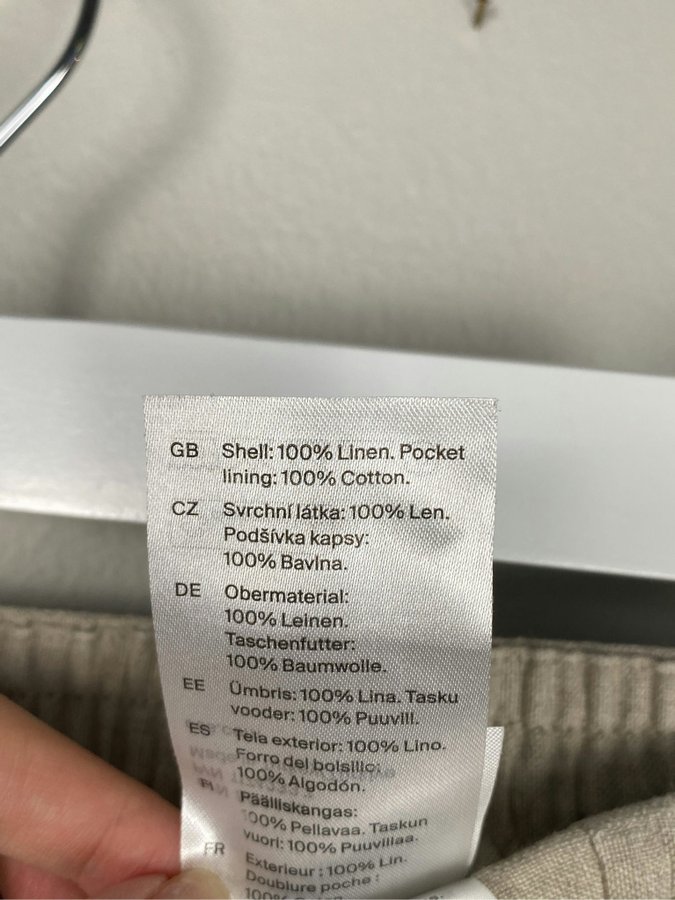 GB Shell: 100% Linen. Pocket
lining: 100% Cotton.
CZ Svrchní látka: 100% Len.
Podšívka kapsy:
100% Bavlna.
DE Obermaterial:
100% Leinen.
Taschenfutter:
100% Baumwolle.
EE Ümbris: 100% Lina. Tasku
vooder: 100% Puuvill.
ES Tela exterior: 100% Lino.
Forro del bolsillo:
100% Algodón.
FI Päälliskangas:
100% Pellavaa. Taskun
vuori: 100% Puuvillaa.
FR Exterieur : 100% Lin.
Doublure poche :
100%